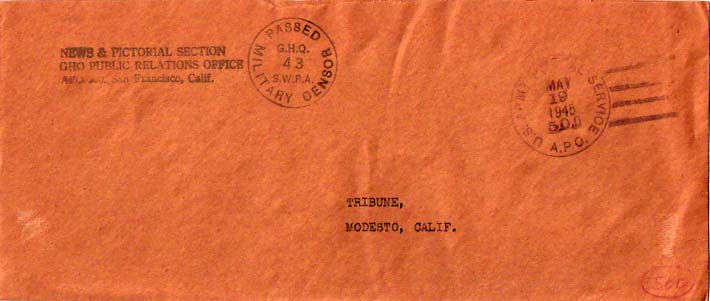 NEWS & PICTORIAL SECTION
GHQ PUBLIC RELATIONS OFFICE
San Francisco, Calif.
PASSED
G.H.Q.
43
S.W.P.A.
MILITARY CENSOR
U.S. ARMY POSTAL SERVICE
MAY
19
1945
500
A.P.O.
TRIBUNE,
MODESTO, CALIF.
500